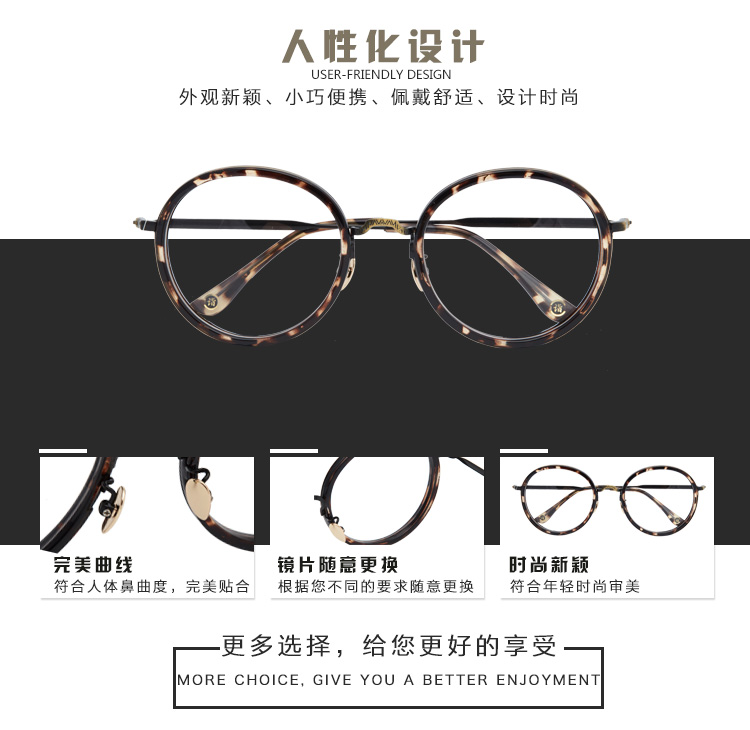 人性化设计
USER-FRIENDLY DESIGN
外观新颖、小巧便携、佩戴舒适、设计时尚
完美曲线
符合人体鼻曲度，完美贴合
镜片随意更换
根据您不同的要求随意更换
时尚新颖
符合年轻时尚审美
更多选择，给您更好的享受
MORE CHOICE, GIVE YOU A BETTER ENJOYMENT